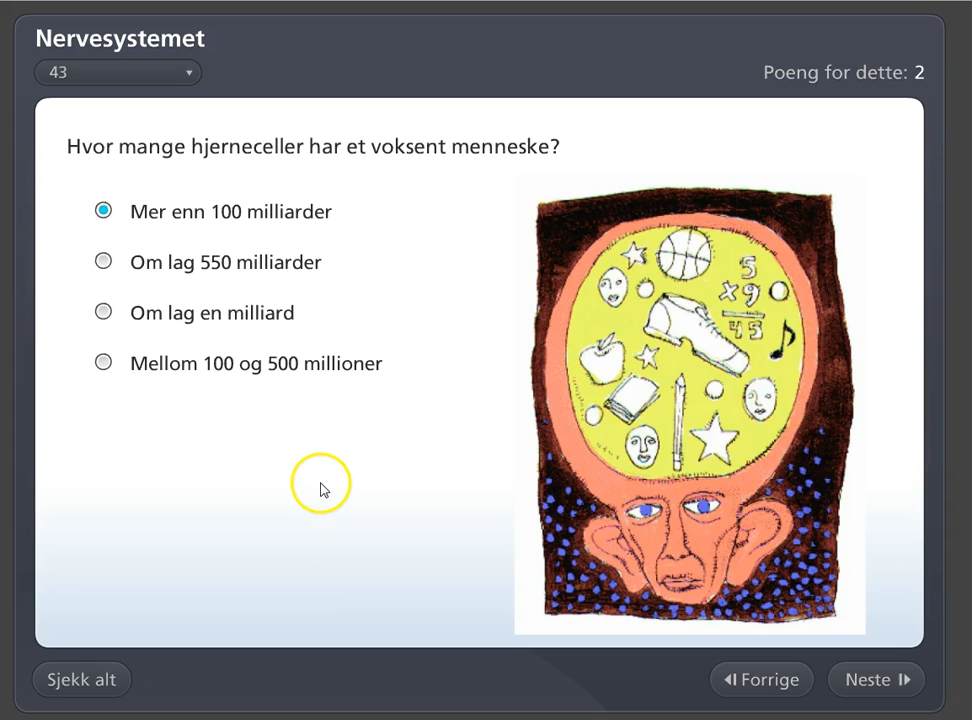 Nervesystemet
43
Poeng for dette: 2
Hvor mange hjerneceller har et voksent menneske?
Mer enn 100 milliarder
Om lag 550 milliarder
Om lag en milliard
Mellom 100 og 500 millioner
5
x9
45
Sjekk alt
Forrige
Neste